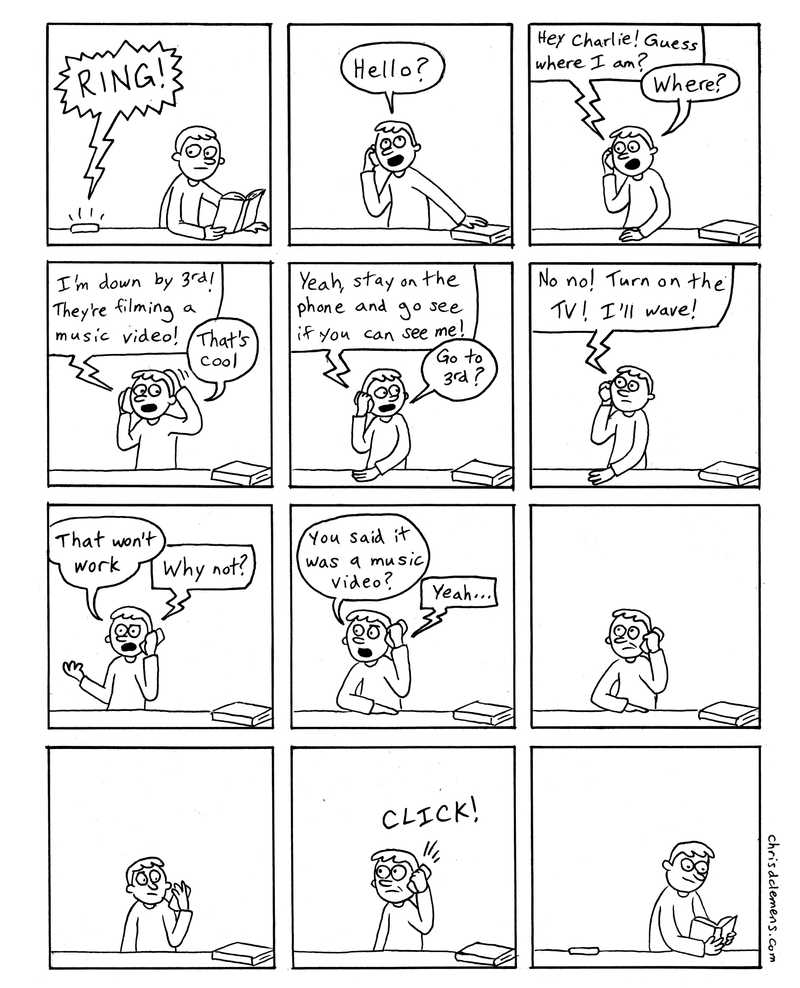 RING!
Hello?
Hey Charlie! Guess
where I am?
Where?
I'm down by 3rd!
They're filming a
music video!
That's
cool
Yeah, stay on the
phone and go see
if you can see me!
Go to
3rd?
No no! Turn on the
TV! I'll wave!
That won't
work
Why not?
You said it
was a music
video?
Yeah...
CLICK!
chrisdclemens.com